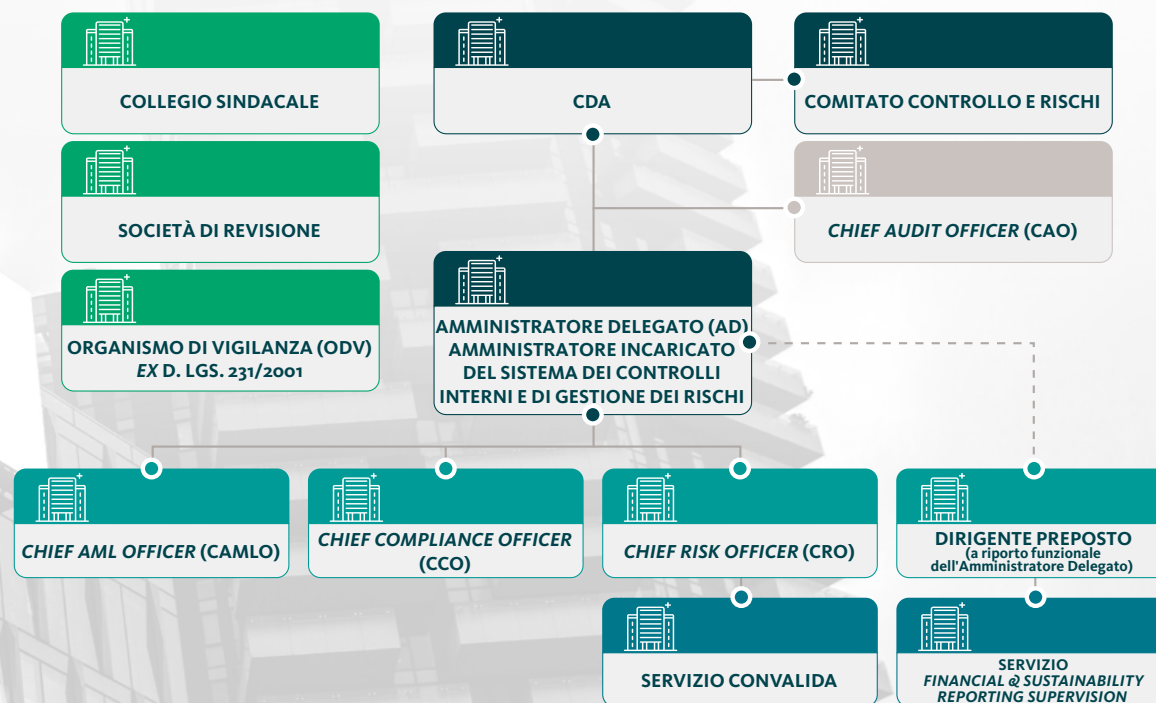 COLLEGIO SINDACALE
CDA
COMITATO CONTROLLO E RISCHI
SOCIETÀ DI REVISIONE
CHIEF AUDIT OFFICER (CAO)
ORGANISMO DI VIGILANZA (ODV)
EX D. LGS. 231/2001
AMMINISTRATORE DELEGATO (AD)
AMMINISTRATORE INCARICATO
DEL SISTEMA DEI CONTROLLI
INTERNI E DI GESTIONE DEI RISCHI
CHIEF AML OFFICER (CAMLO)
CHIEF COMPLIANCE OFFICER
(CCO)
CHIEF RISK OFFICER (CRO)
DIRIGENTE PREPOSTO
(a riporto funzionale
dell'Amministratore Delegato)
SERVIZIO CONVALIDA
SERVIZIO
FINANCIAL & SUSTAINABILITY
REPORTING SUPERVISION